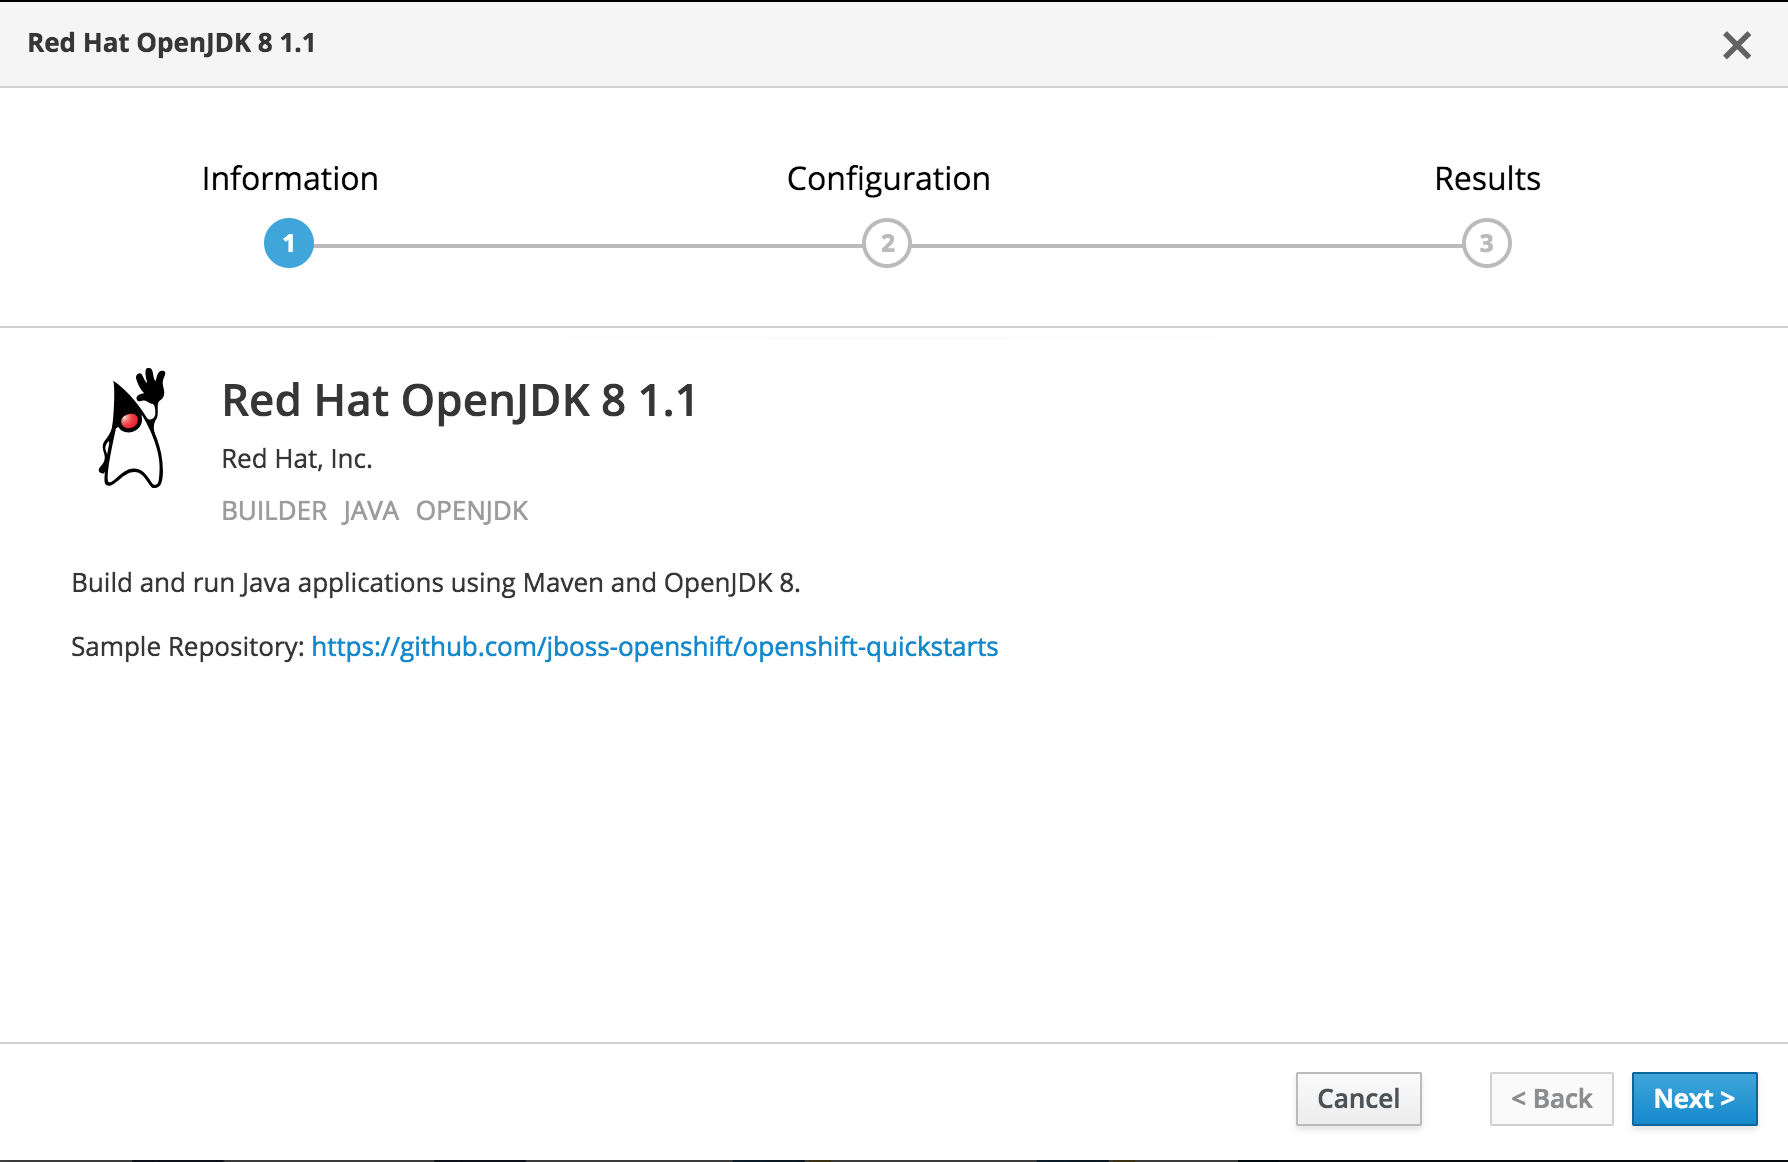 Red Hat OpenJDK 8 1.1
Information
Configuration
Results
1
2
3
Red Hat OpenJDK 8 1.1
Red Hat, Inc.
BUILDER JAVA OPENJDK
Build and run Java applications using Maven and OpenJDK 8.
Sample Repository: https://github.com/jboss-openshift/openshift-quickstarts
Cancel
< Back
Next >